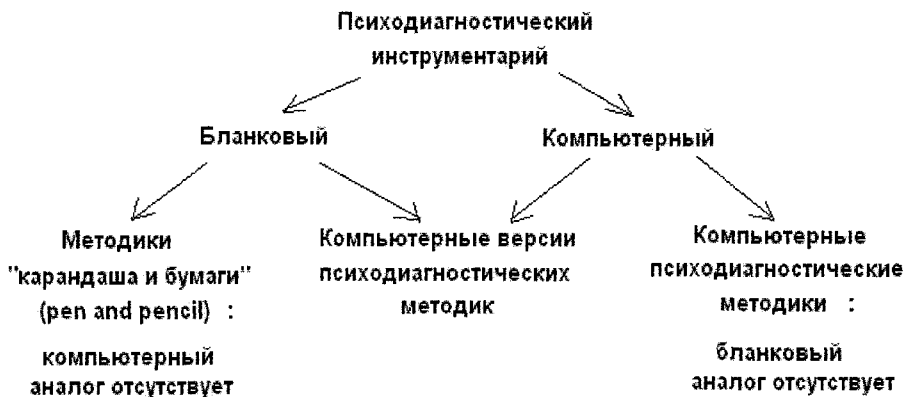 Психодиагностический
инструментарий
Бланковый
Компьютерный
Методики
"карандаша и бумаги"
(pen and pencil) :
компьютерный
аналог отсутствует
Компьютерные версии
психодиагностических
методик
Компьютерные
психодиагностические
методики :
бланковый
аналог отсутствует